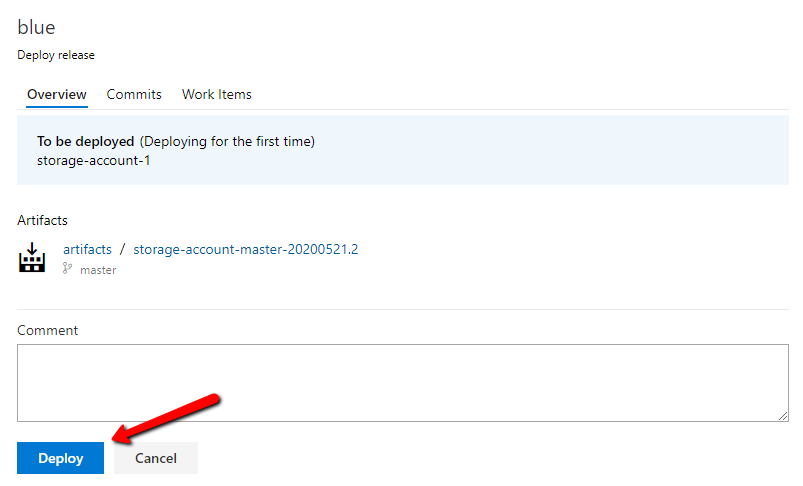 blue
Deploy release
Overview Commits Work Items
To be deployed (Deploying for the first time)
storage-account-1
Artifacts
artifacts / storage-account-master-20200521.2
master
Comment
Deploy Cancel